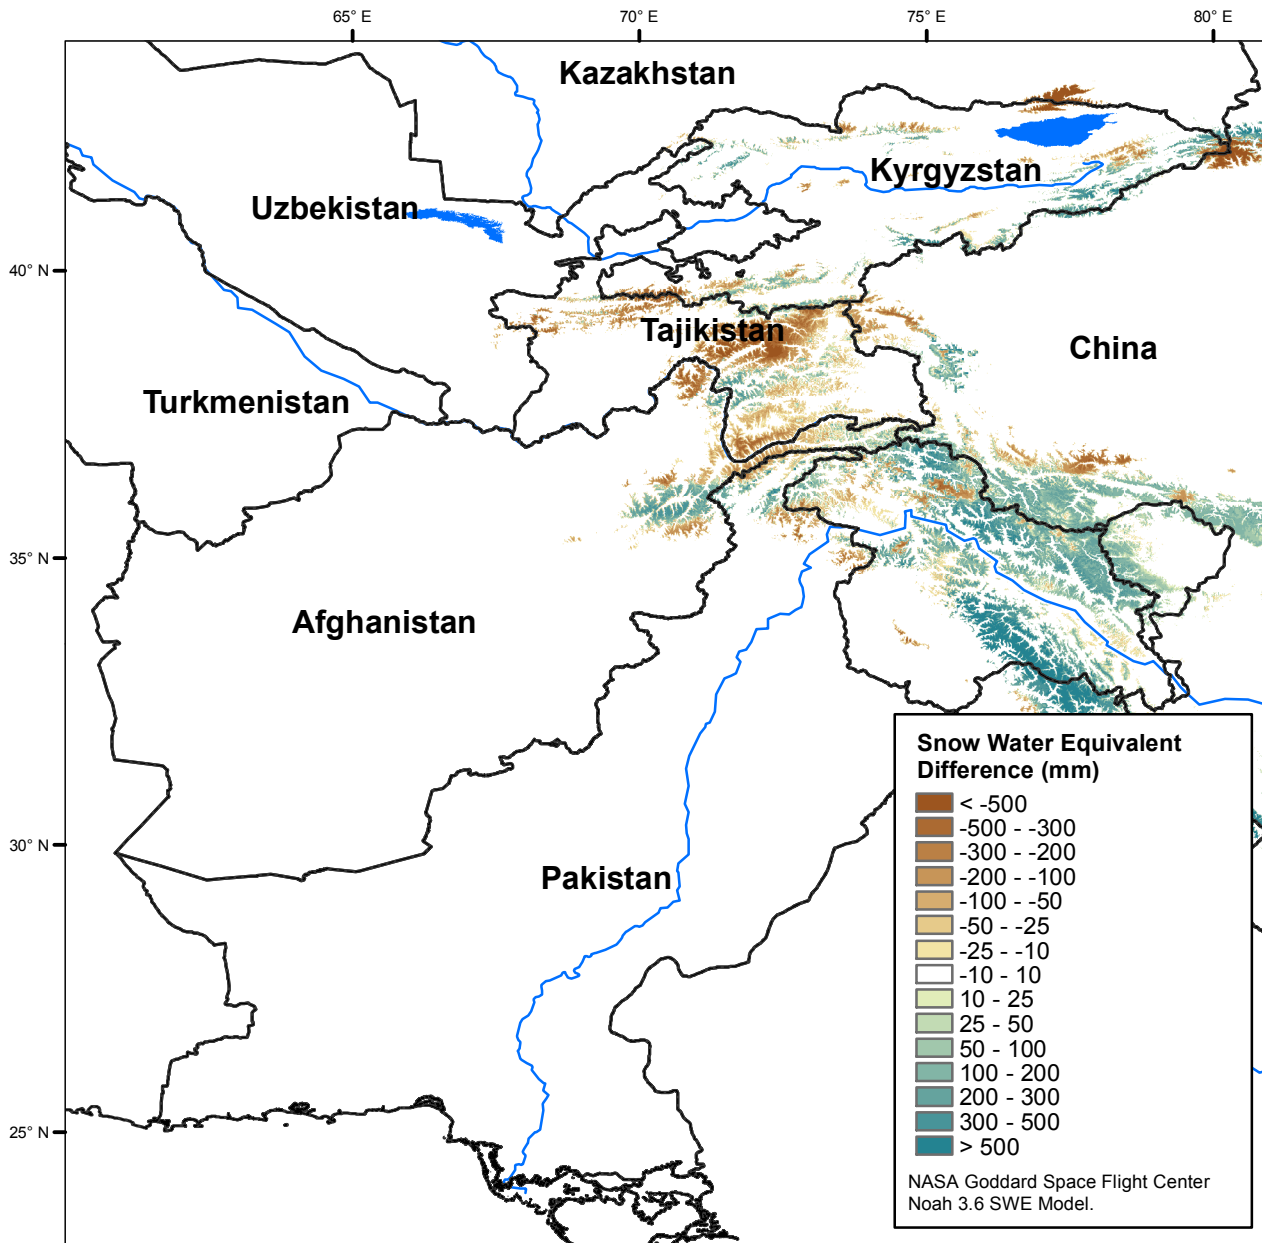 65° E
70° E
75° E
80° E
Kazakhstan
Kyrgyzstan
Uzbekistan
40° N
Tajikistan
China
Turkmenistan
35° N
Afghanistan
30° N
Pakistan
25° N
Snow Water Equivalent
Difference (mm)
< -500
-500 - -300
-300 - -200
-200 - -100
-100 - -50
-50 - -25
-25 - -10
-10 - 10
10 - 25
25 - 50
50 - 100
100 - 200
200 - 300
300 - 500
> 500
NASA Goddard Space Flight Center
Noah 3.6 SWE Model.